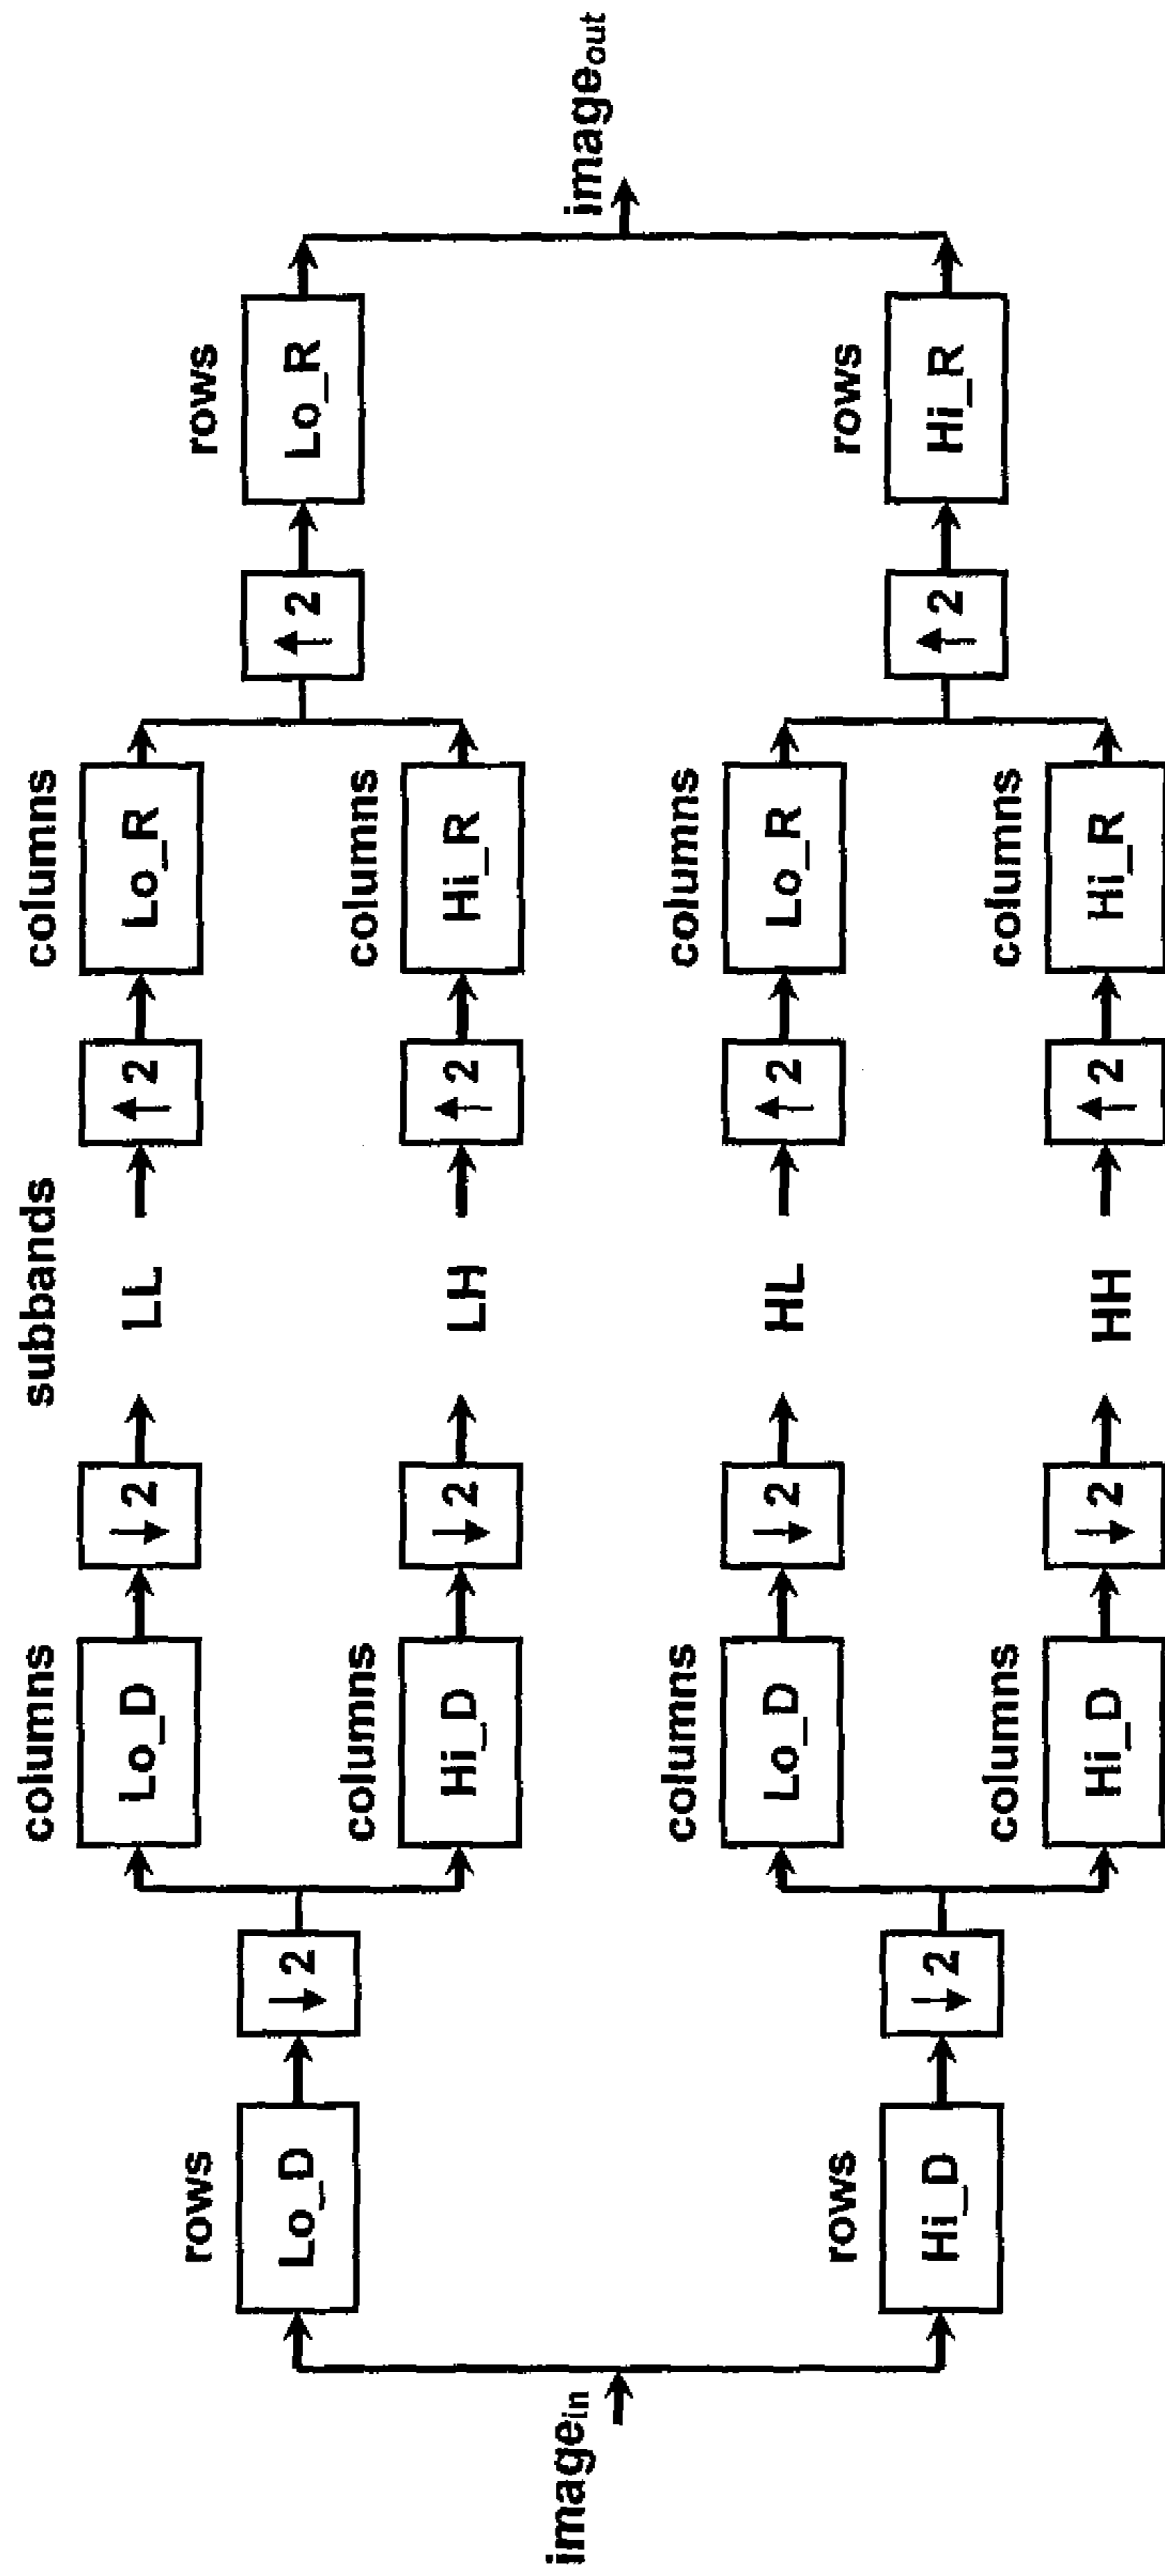 columns subbands columns
Lo_D ↓2 LL ↑2 Lo_R
rows rows
Lo_D ↓2 ↑2 Lo_R
columns columns
Hi_D ↓2 LH ↑2 Hi_R
imagein imageout
columns columns
Lo_D ↓2 HL ↑2 Lo_R
rows rows
Hi_D ↓2 ↑2 Hi_R
columns columns
Hi_D ↓2 HH ↑2 Hi_R